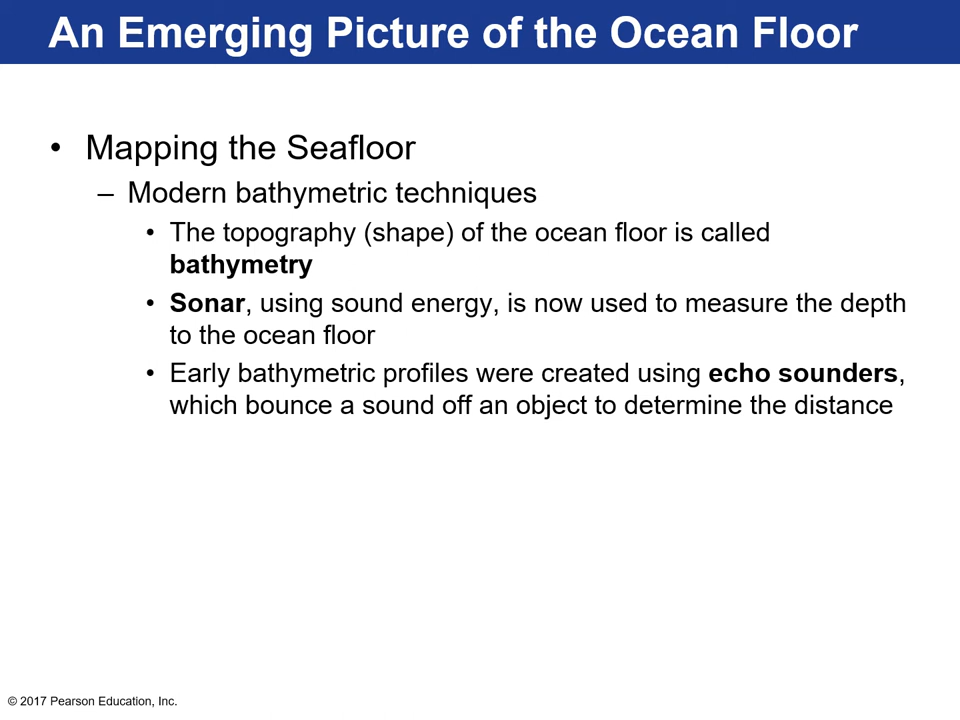 An Emerging Picture of the Ocean Floor
• Mapping the Seafloor
– Modern bathymetric techniques
• The topography (shape) of the ocean floor is called
bathymetry
• Sonar, using sound energy, is now used to measure the depth
to the ocean floor
• Early bathymetric profiles were created using echo sounders,
which bounce a sound off an object to determine the distance
© 2017 Pearson Education, Inc.